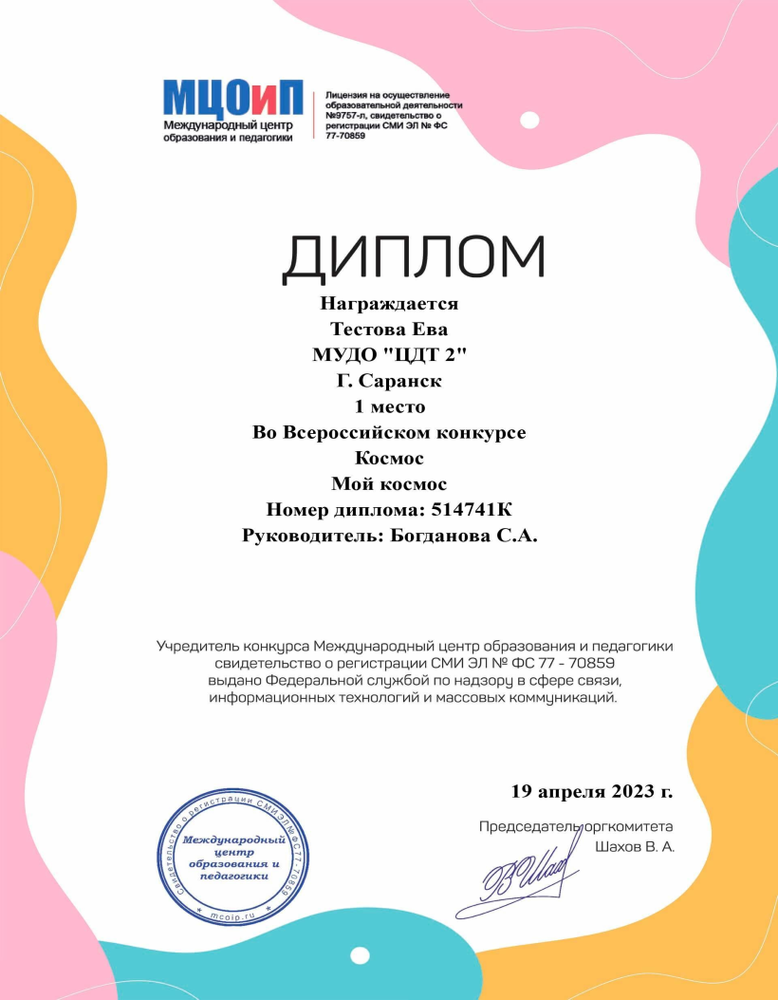 МЦОиП
Международный центр
образования и педагогики
Лицензия на осуществление
образовательной деятельности
№9757-л, свидетельство о
регистрации СМИ ЭЛ № ФС
77-70859
ДИПЛОМ
Награждается
Тестова Ева
МУДО "ЦДТ 2"
Г. Саранск
1 место
Во Всероссийском конкурсе
Космос
Мой космос
Номер диплома: 514741К
Руководитель: Богданова С.А.
Учредитель конкурса Международный центр образования и педагогики
свидетельство о регистрации СМИ ЭЛ № ФС 77 - 70859
выдано Федеральной службой по надзору в сфере связи,
информационных технологий и массовых коммуникаций.
19 апреля 2023 г.
Председатель оргкомитета
Шахов В. А.
Свидетельство о регистрации СМИ ЭЛ № ФС77-70859
Международный
центр
образования и
педагогики
* mcoip.ru *
ВШах